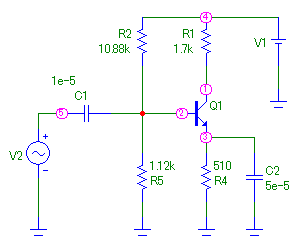 R2
10.88k
④
R1
1.7k
V1
1e-5
C1
⑤
①
Q1
②
③
V2
+
-
1.12k
R5
510
R4
C2
5e-5